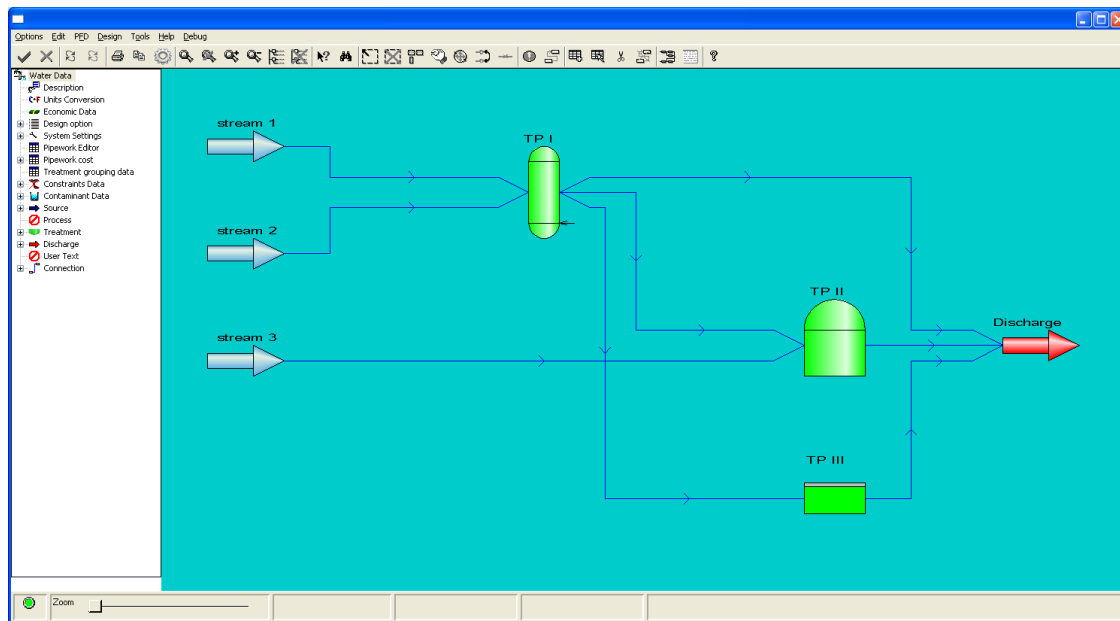 Options Edit PFD Design Tools Help Debug
Water Data
Description
C•F Units Conversion
Economic Data
Design option
System Settings
Pipework Editor
Pipework cost
Treatment grouping data
Constraints Data
Contaminant Data
Source
Process
Treatment
Discharge
User Text
Connection
stream 1
TP I
stream 2
TP II
Discharge
stream 3
TP III
Zoom